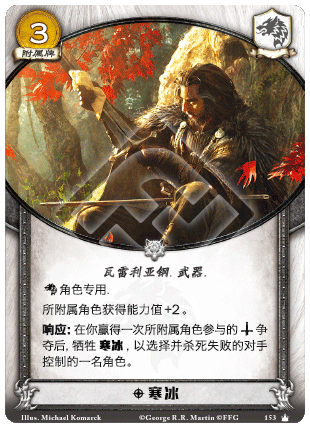 3
附属牌
瓦雷利亚钢. 武器.
角色专用.
所附属角色获得能力值+2。
响应: 在你赢得一次所附属角色参与的争
夺后, 牺牲 寒冰, 以选择并杀死失败的对手
控制的一名角色。
寒冰
Illus. Michael Komarck ©George R.R. Martin ©FFG 153